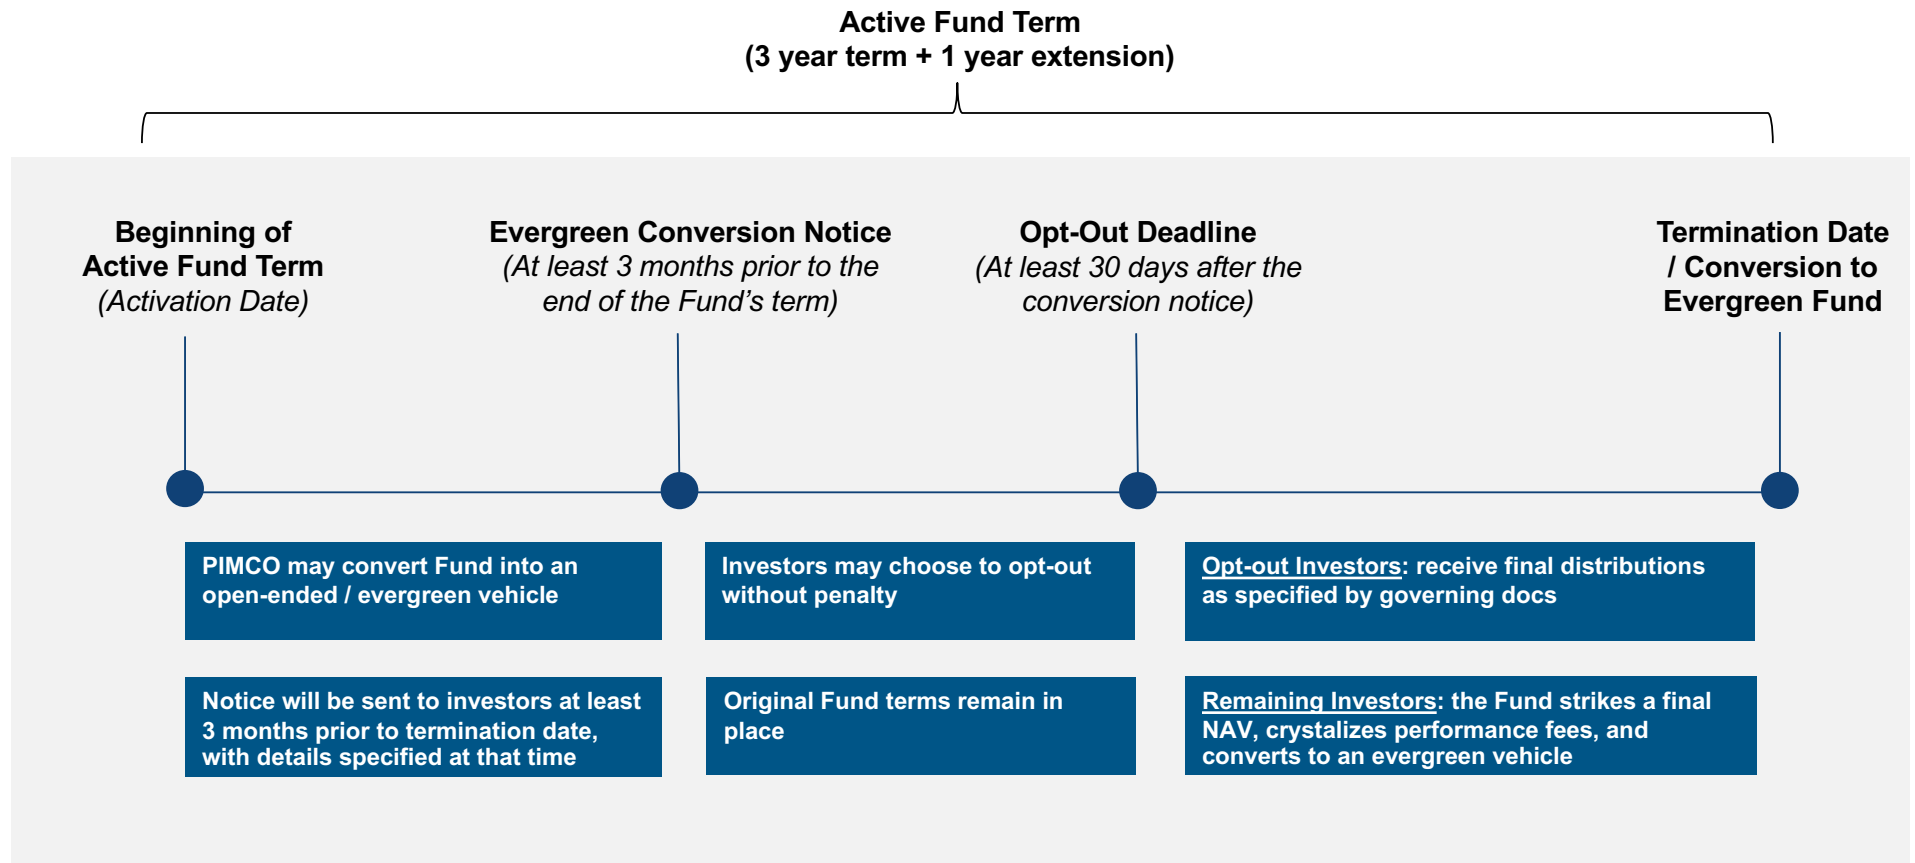 Active Fund Term
(3 year term + 1 year extension)
Beginning of
Active Fund Term
(Activation Date)
Evergreen Conversion Notice
(At least 3 months prior to the
end of the Fund’s term)
Opt-Out Deadline
(At least 30 days after the
conversion notice)
Termination Date
/ Conversion to
Evergreen Fund
PIMCO may convert Fund into an
open-ended / evergreen vehicle
Investors may choose to opt-out
without penalty
Opt-out Investors: receive final distributions
as specified by governing docs
Notice will be sent to investors at least
3 months prior to termination date,
with details specified at that time
Original Fund terms remain in
place
Remaining Investors: the Fund strikes a final
NAV, crystalizes performance fees, and
converts to an evergreen vehicle